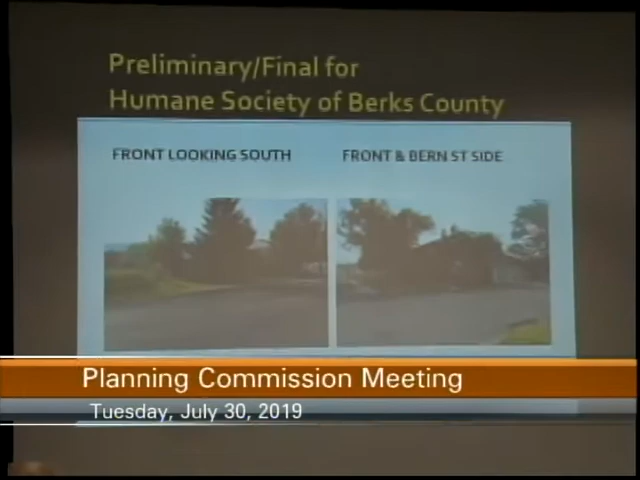 Preliminary/Final for
Humane Society of Berks County
FRONT LOOKING SOUTH
FRONT & BERN ST SIDE
Planning Commission Meeting
Tuesday, July 30, 2019